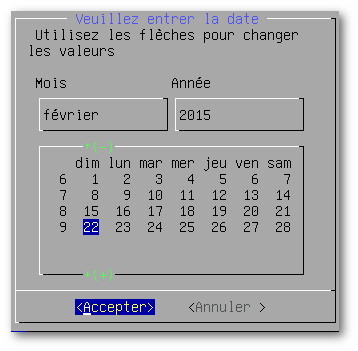 Veuillez entrer la date
Utilisez les flèches pour changer
les valeurs
Mois Année
février 2015
^(-)
dim lun mar mer jeu ven sam
6 1 2 3 4 5 6 7
7 8 9 10 11 12 13 14
8 15 16 17 18 19 20 21
9 22 23 24 25 26 27 28
^(+)
<Accepter> <Annuler >